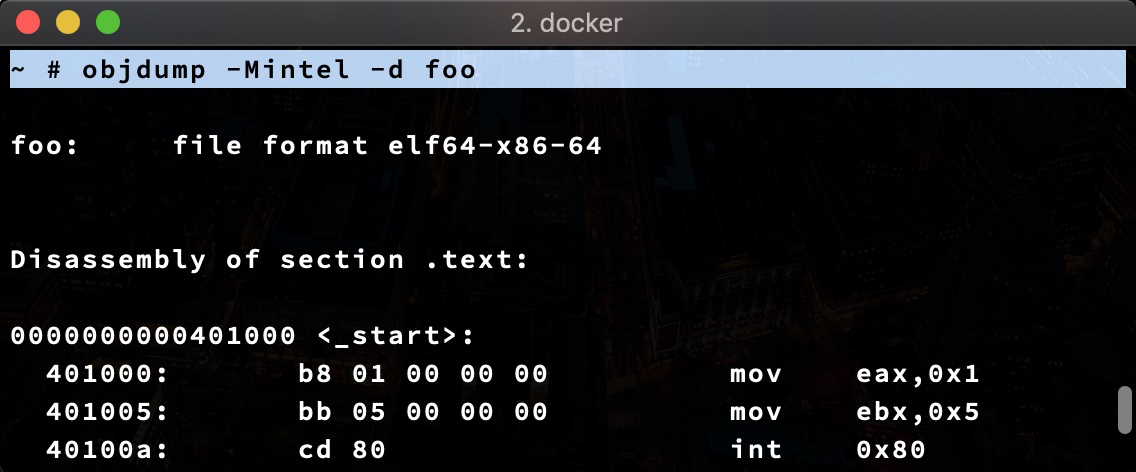 2. docker
~ # objdump -Mintel -d foo
foo:     file format elf64-x86-64
Disassembly of section .text:
0000000000401000 <_start>:
  401000:       b8 01 00 00 00          mov    eax,0x1
  401005:       bb 05 00 00 00          mov    ebx,0x5
  40100a:       cd 80                   int    0x80